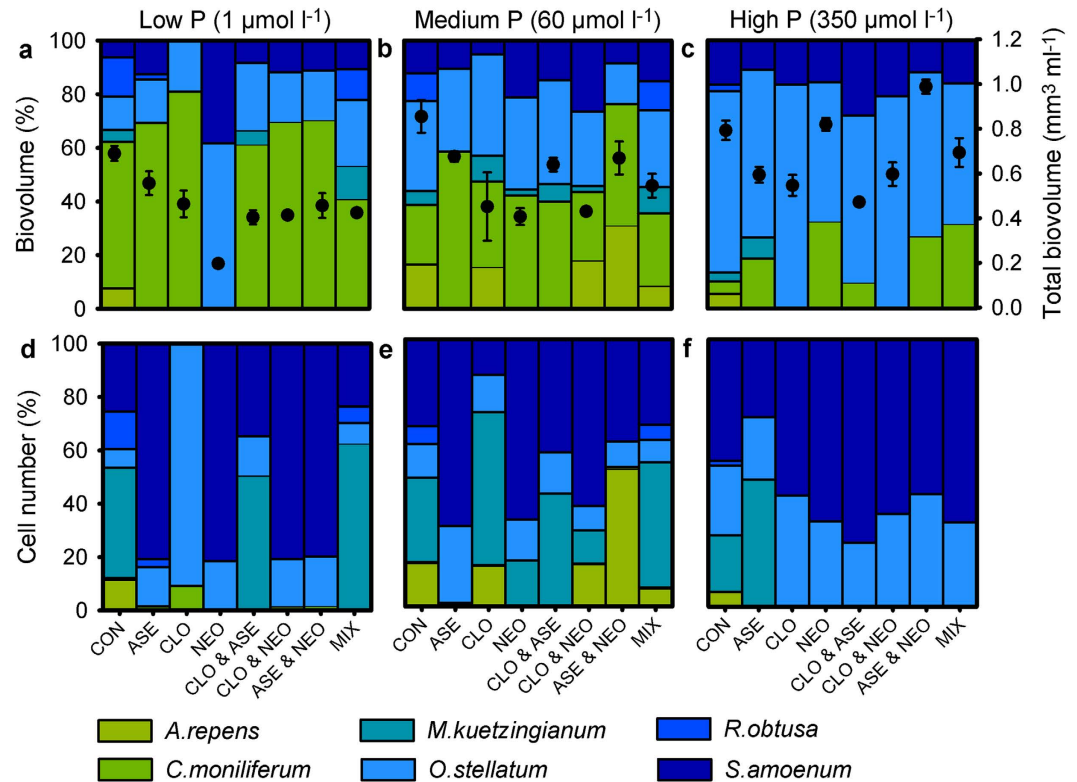 Low P (1 µmol l-1) Medium P (60 µmol l-1) High P (350 µmol l-1)
a b c
100 80 60 40 20 0
Biovolume (%)
1.2 1.0 0.8 0.6 0.4 0.2 0.0
Total biovolume (mm³ ml-1)
d e f
100 80 60 40 20 0
Cell number (%)
CON ASE CLO NEO CLO & ASE CLO & NEO ASE & NEO MIX
CON ASE CLO NEO CLO & ASE CLO & NEO ASE & NEO MIX
CON ASE CLO NEO CLO & ASE CLO & NEO ASE & NEO MIX
A.repens M.kuetzingianum R.obtusa
C.moniliferum O.stellatum S.amoenum